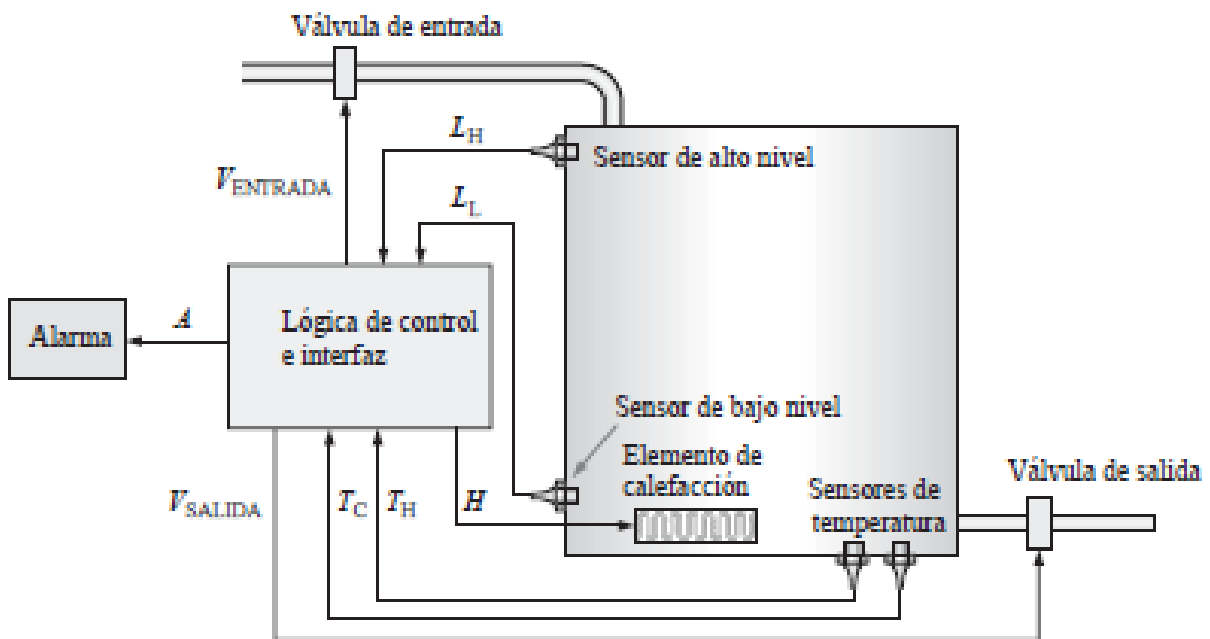 Válvula de entrada
L_H
Sensor de alto nivel
V_ENTRADA
L_L
Alarma
A
Lógica de control
e interfaz
Sensor de bajo nivel
Elemento de
calefacción
Sensores de
temperatura
Válvula de salida
V_SALIDA
T_C
T_H
H